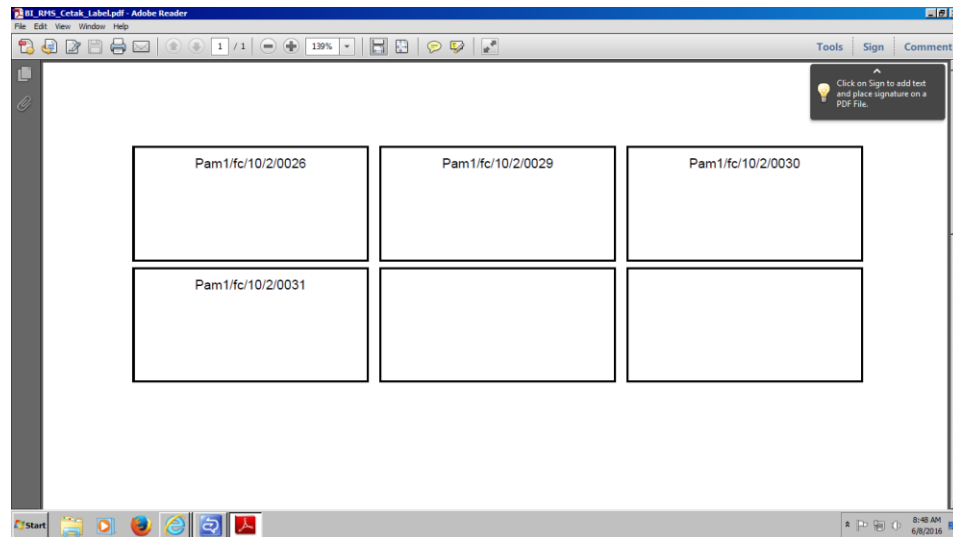 BI_RMS_Cetak_Label.pdf - Adobe Reader
File Edit View Window Help
1 / 1 139% Tools Sign Comment
Click on Sign to add text
and place signature on a
PDF File.
Pam1/fc/10/2/0026 Pam1/fc/10/2/0029 Pam1/fc/10/2/0030
Pam1/fc/10/2/0031
Start 8:48 AM
6/8/2016